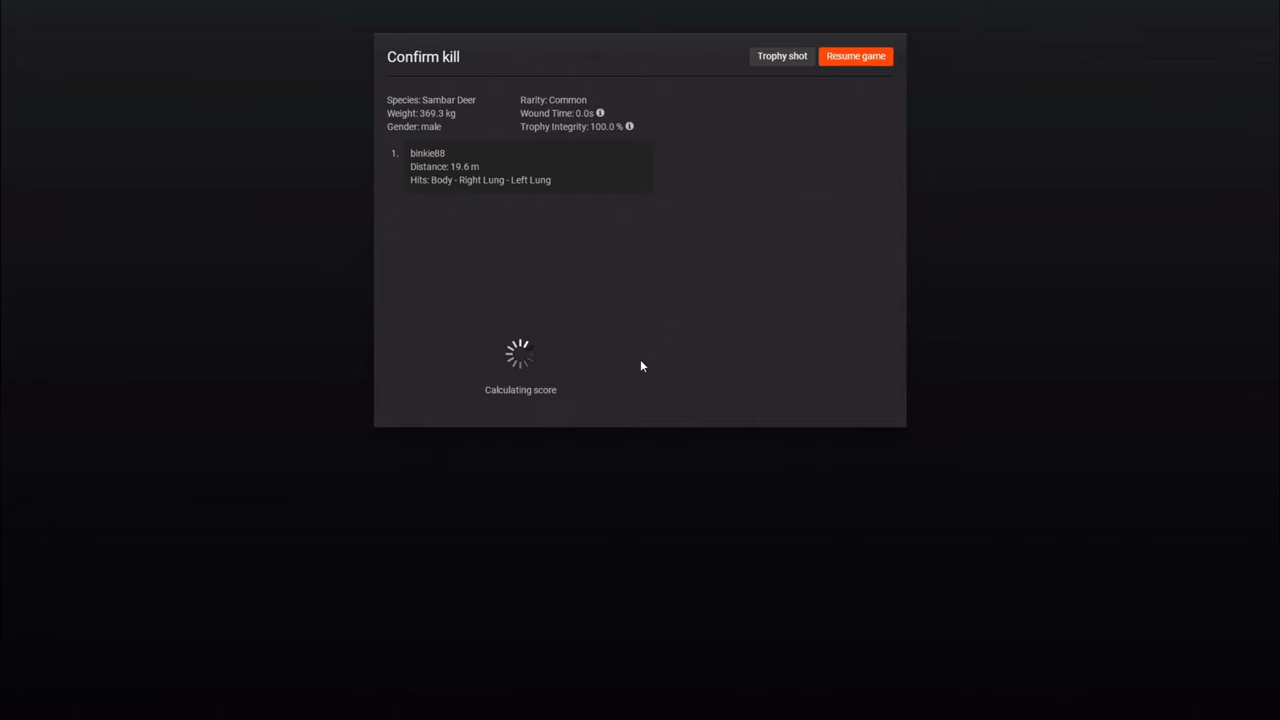 Confirm kill
Trophy shot
Resume game
Species: Sambar Deer
Weight: 369.3 kg
Gender: male
Rarity: Common
Wound Time: 0.0s
Trophy Integrity: 100.0 %
1. binkie88
Distance: 19.6 m
Hits: Body - Right Lung - Left Lung
Calculating score